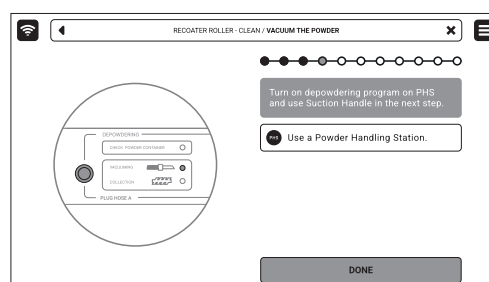 RECOATER ROLLER - CLEAN / VACUUM THE POWDER
Turn on depowdering program on PHS
and use Suction Handle in the next step.
PHS Use a Powder Handling Station.
DEPOWDERING
CHECK POWDER CONTAINER
VACUUMING
COLLECTION
PLUG HOSE A
DONE